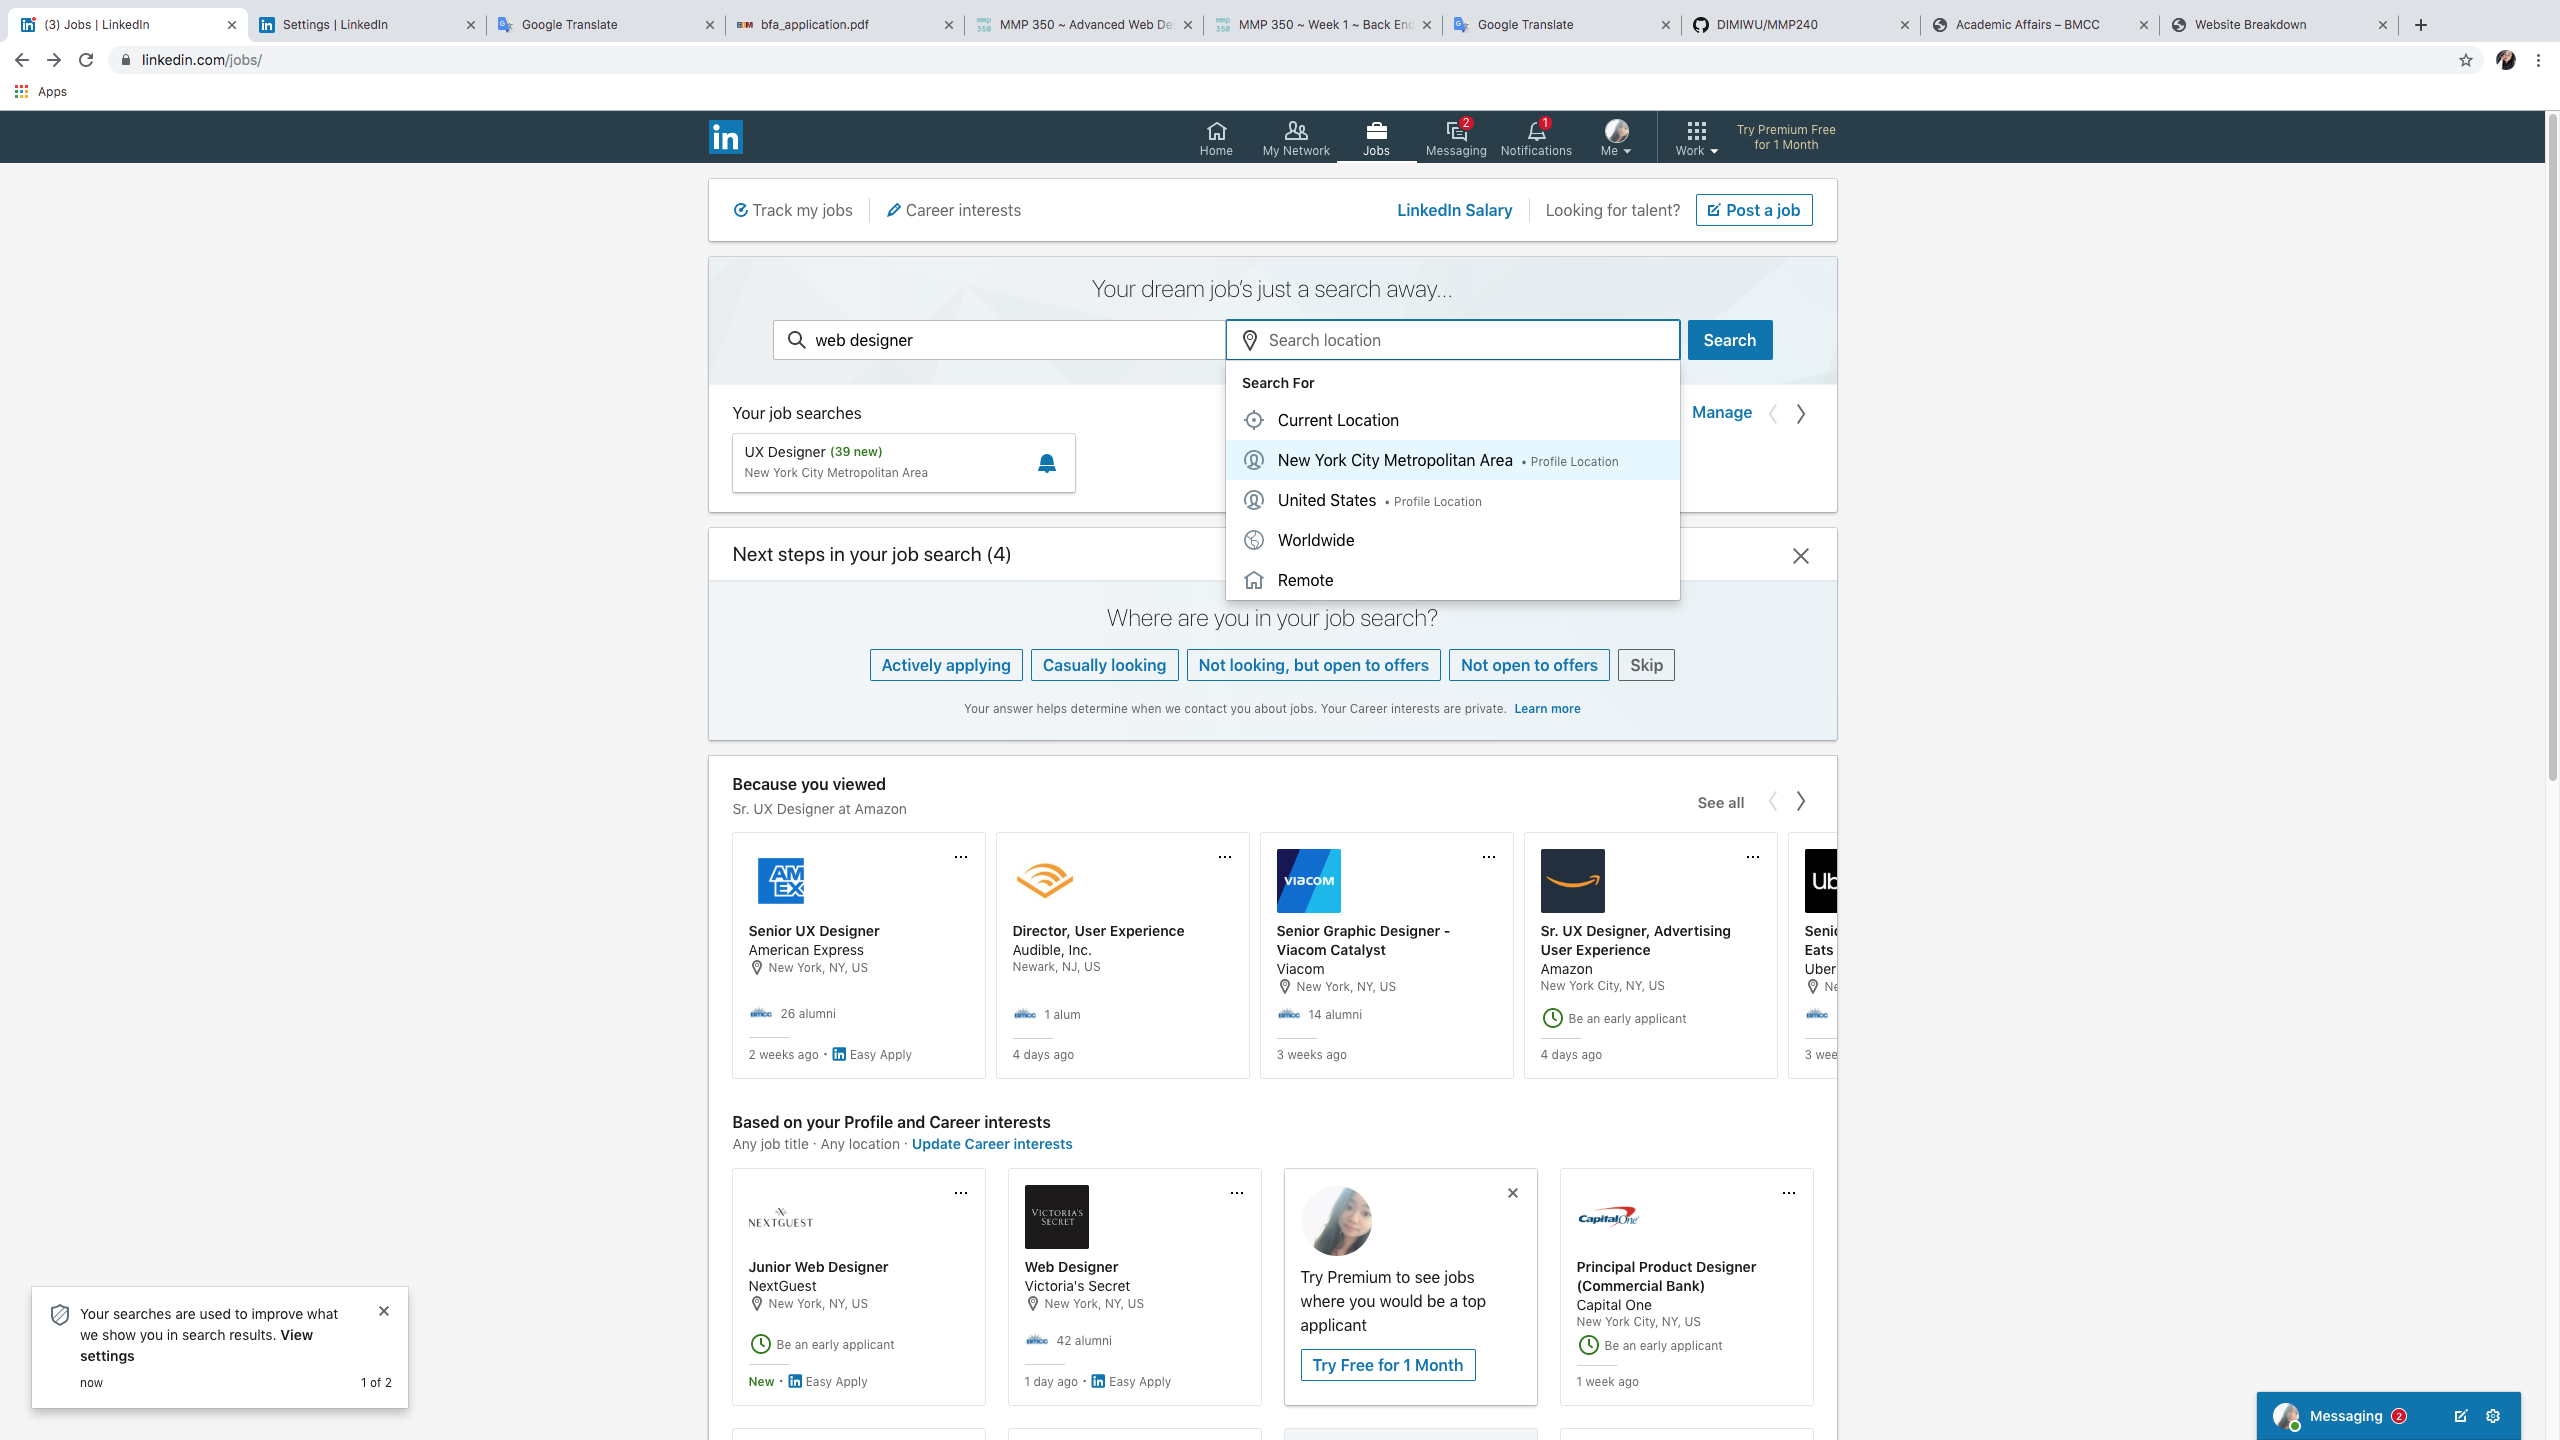 (3) Jobs | LinkedIn
Settings | LinkedIn
Google Translate
bfa_application.pdf
MMP 350 ~ Advanced Web De
MMP 350 ~ Week 1 ~ Back End
Google Translate
DIMIWU/MMP240
Academic Affairs – BMCC
Website Breakdown
linkedin.com/jobs/
Apps
in
Home
My Network
Jobs
2
Messaging
1
Notifications
Me
Work
Try Premium Free
for 1 Month
Track my jobs
Career interests
LinkedIn Salary
Looking for talent?
Post a job
Your dream job's just a search away...
web designer
Search location
Search
Search For
Current Location
New York City Metropolitan Area • Profile Location
United States • Profile Location
Worldwide
Remote
Your job searches
Manage
UX Designer (39 new)
New York City Metropolitan Area
Next steps in your job search (4)
Where are you in your job search?
Actively applying
Casually looking
Not looking, but open to offers
Not open to offers
Skip
Your answer helps determine when we contact you about jobs. Your Career interests are private. Learn more
Because you viewed
Sr. UX Designer at Amazon
See all
AM
EX
Senior UX Designer
American Express
New York, NY, US
BMCC 26 alumni
2 weeks ago • Easy Apply
Director, User Experience
Audible, Inc.
Newark, NJ, US
BMCC 1 alum
4 days ago
VIACOM
Senior Graphic Designer -
Viacom Catalyst
Viacom
New York, NY, US
BMCC 14 alumni
3 weeks ago
Sr. UX Designer, Advertising
User Experience
Amazon
New York City, NY, US
Be an early applicant
4 days ago
Ub
Senio
Eats
Uber
Ne
BMCC
3 wee
Based on your Profile and Career interests
Any job title · Any location · Update Career interests
NEXTGUEST
Junior Web Designer
NextGuest
New York, NY, US
Be an early applicant
New • Easy Apply
VICTORIA'S
SECRET
Web Designer
Victoria's Secret
New York, NY, US
BMCC 42 alumni
1 day ago • Easy Apply
Try Premium to see jobs
where you would be a top
applicant
Try Free for 1 Month
Capital One
Principal Product Designer
(Commercial Bank)
Capital One
New York City, NY, US
Be an early applicant
1 week ago
Your searches are used to improve what
we show you in search results. View
settings
now
1 of 2
Messaging 2